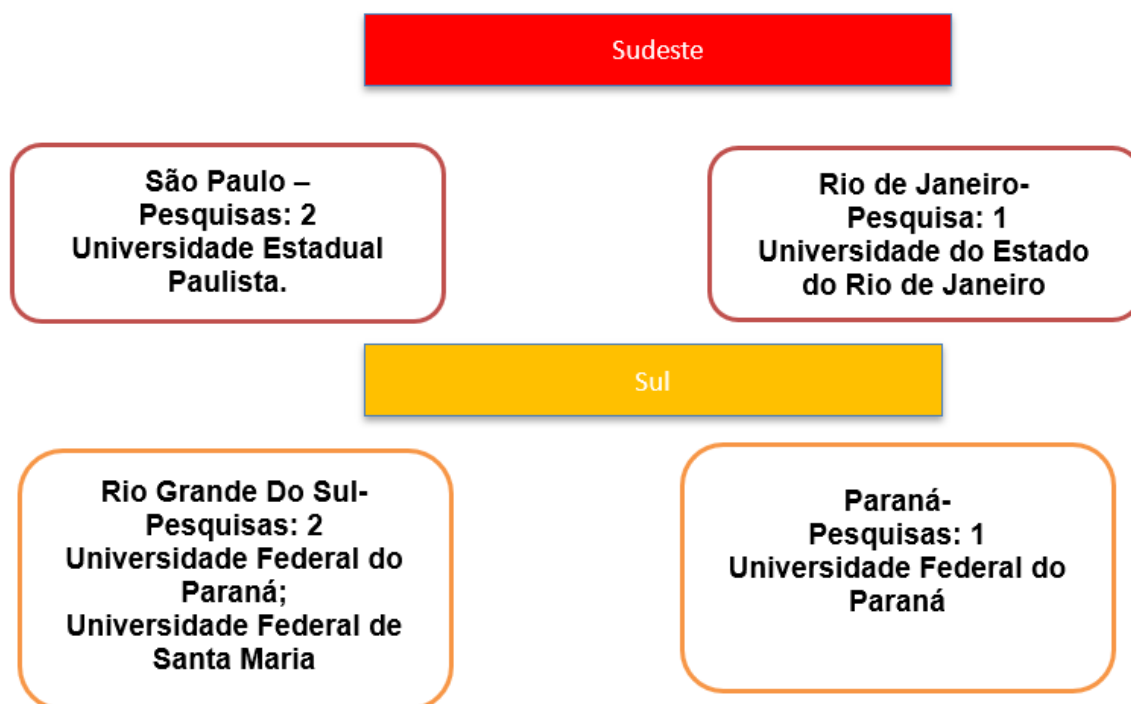 Sudeste
São Paulo –
Pesquisas: 2
Universidade Estadual
Paulista.
Rio de Janeiro-
Pesquisa: 1
Universidade do Estado
do Rio de Janeiro
Sul
Rio Grande Do Sul-
Pesquisas: 2
Universidade Federal do
Paraná;
Universidade Federal de
Santa Maria
Paraná-
Pesquisas: 1
Universidade Federal do
Paraná